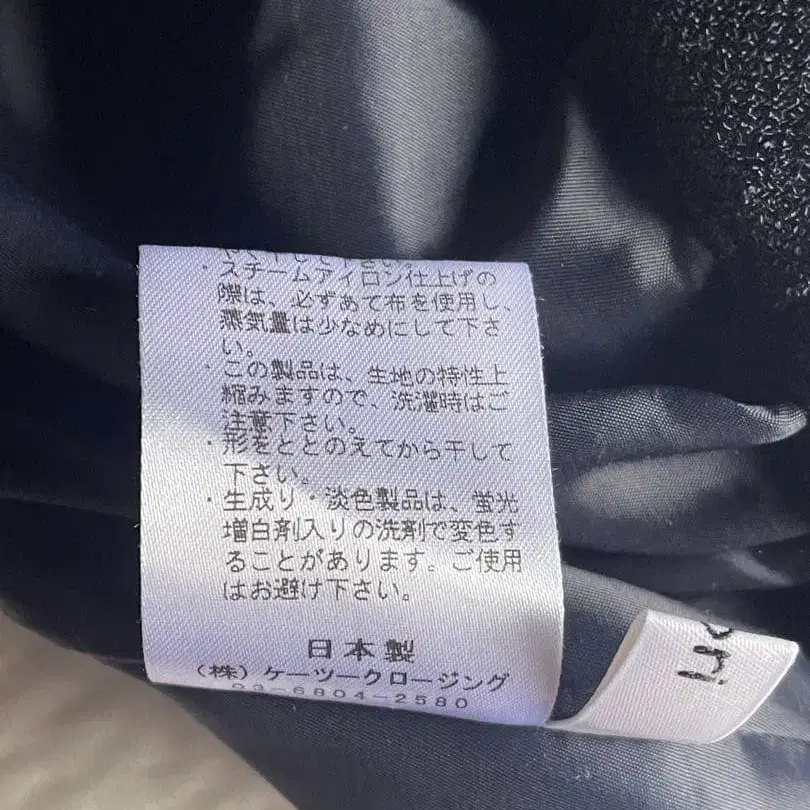 ・スチームアイロン仕上げの
際は、必ずあて布を使用し、
蒸気量は少なめにして下さ
い。
・この製品は、生地の特性上
縮みますので、洗濯時はご
注意下さい。
・形をととのえてから干して
下さい。
・生成り・淡色製品は、蛍光
増白剤入りの洗剤で変色す
ることがあります。ご使用
はお避け下さい。
日本製
(株)ケーツークロージング
03-6804-2580